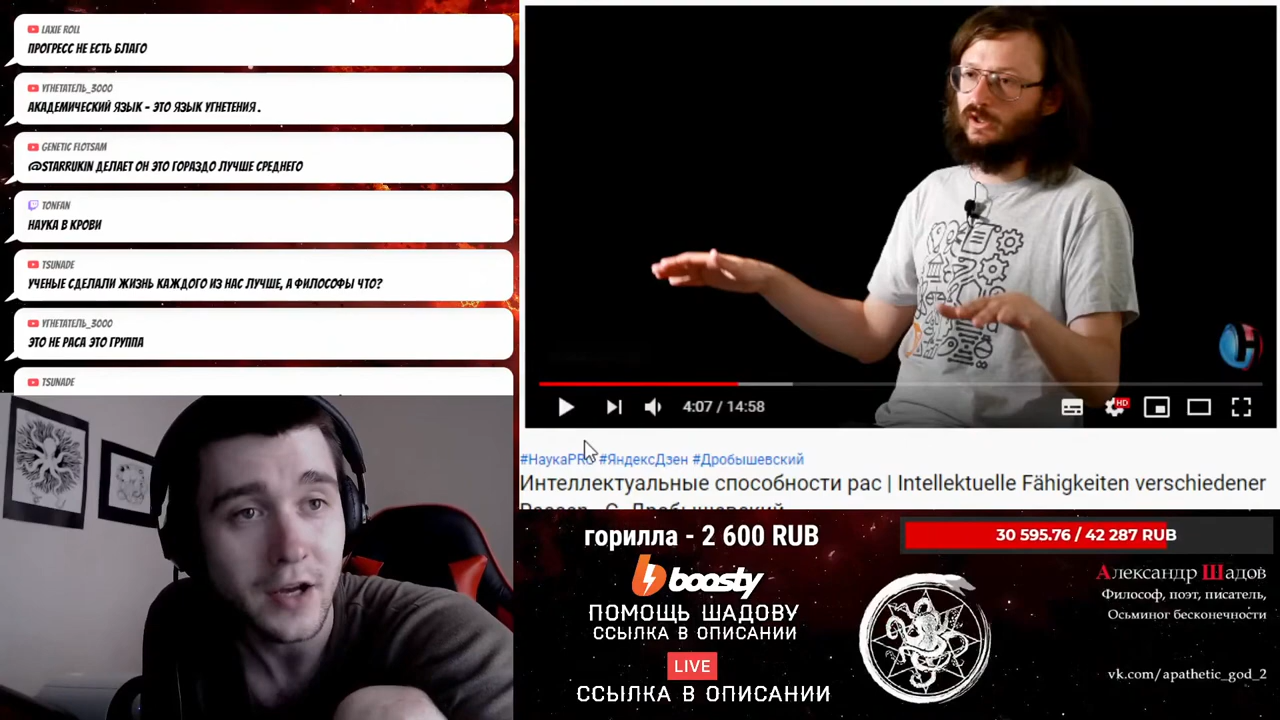 LAXIE ROLL
ПРОГРЕСС НЕ ЕСТЬ БЛАГО
УГНЕТАТЕЛЬ_3000
АКАДЕМИЧЕСКИЙ ЯЗЫК - ЭТО ЯЗЫК УГНЕТЕНИЯ .
GENETIC FLOTSAM
@STARRUKIN ДЕЛАЕТ ОН ЭТО ГОРАЗДО ЛУЧШЕ СРЕДНЕГО
TONFAN
НАУКА В КРОВИ
TSUNADE
УЧЕНЫЕ СДЕЛАЛИ ЖИЗНЬ КАЖДОГО ИЗ НАС ЛУЧШЕ, А ФИЛОСОФЫ ЧТО?
УГНЕТАТЕЛЬ_3000
ЭТО НЕ РАСА ЭТО ГРУППА
TSUNADE
4:07 / 14:58
HD
#НаукаPRO #ЯндексДзен #Дробышевский
Интеллектуальные способности рас | Intellektuelle Fähigkeiten verschiedener
Rassen - С. Дробышевский
горилла - 2 600 RUB
boosty
ПОМОЩЬ ШАДОВУ
ССЫЛКА В ОПИСАНИИ
LIVE
ССЫЛКА В ОПИСАНИИ
30 595.76 / 42 287 RUB
Александр Шадов
Философ, поэт, писатель,
Осьминог бесконечности
vk.com/apathetic_god_2